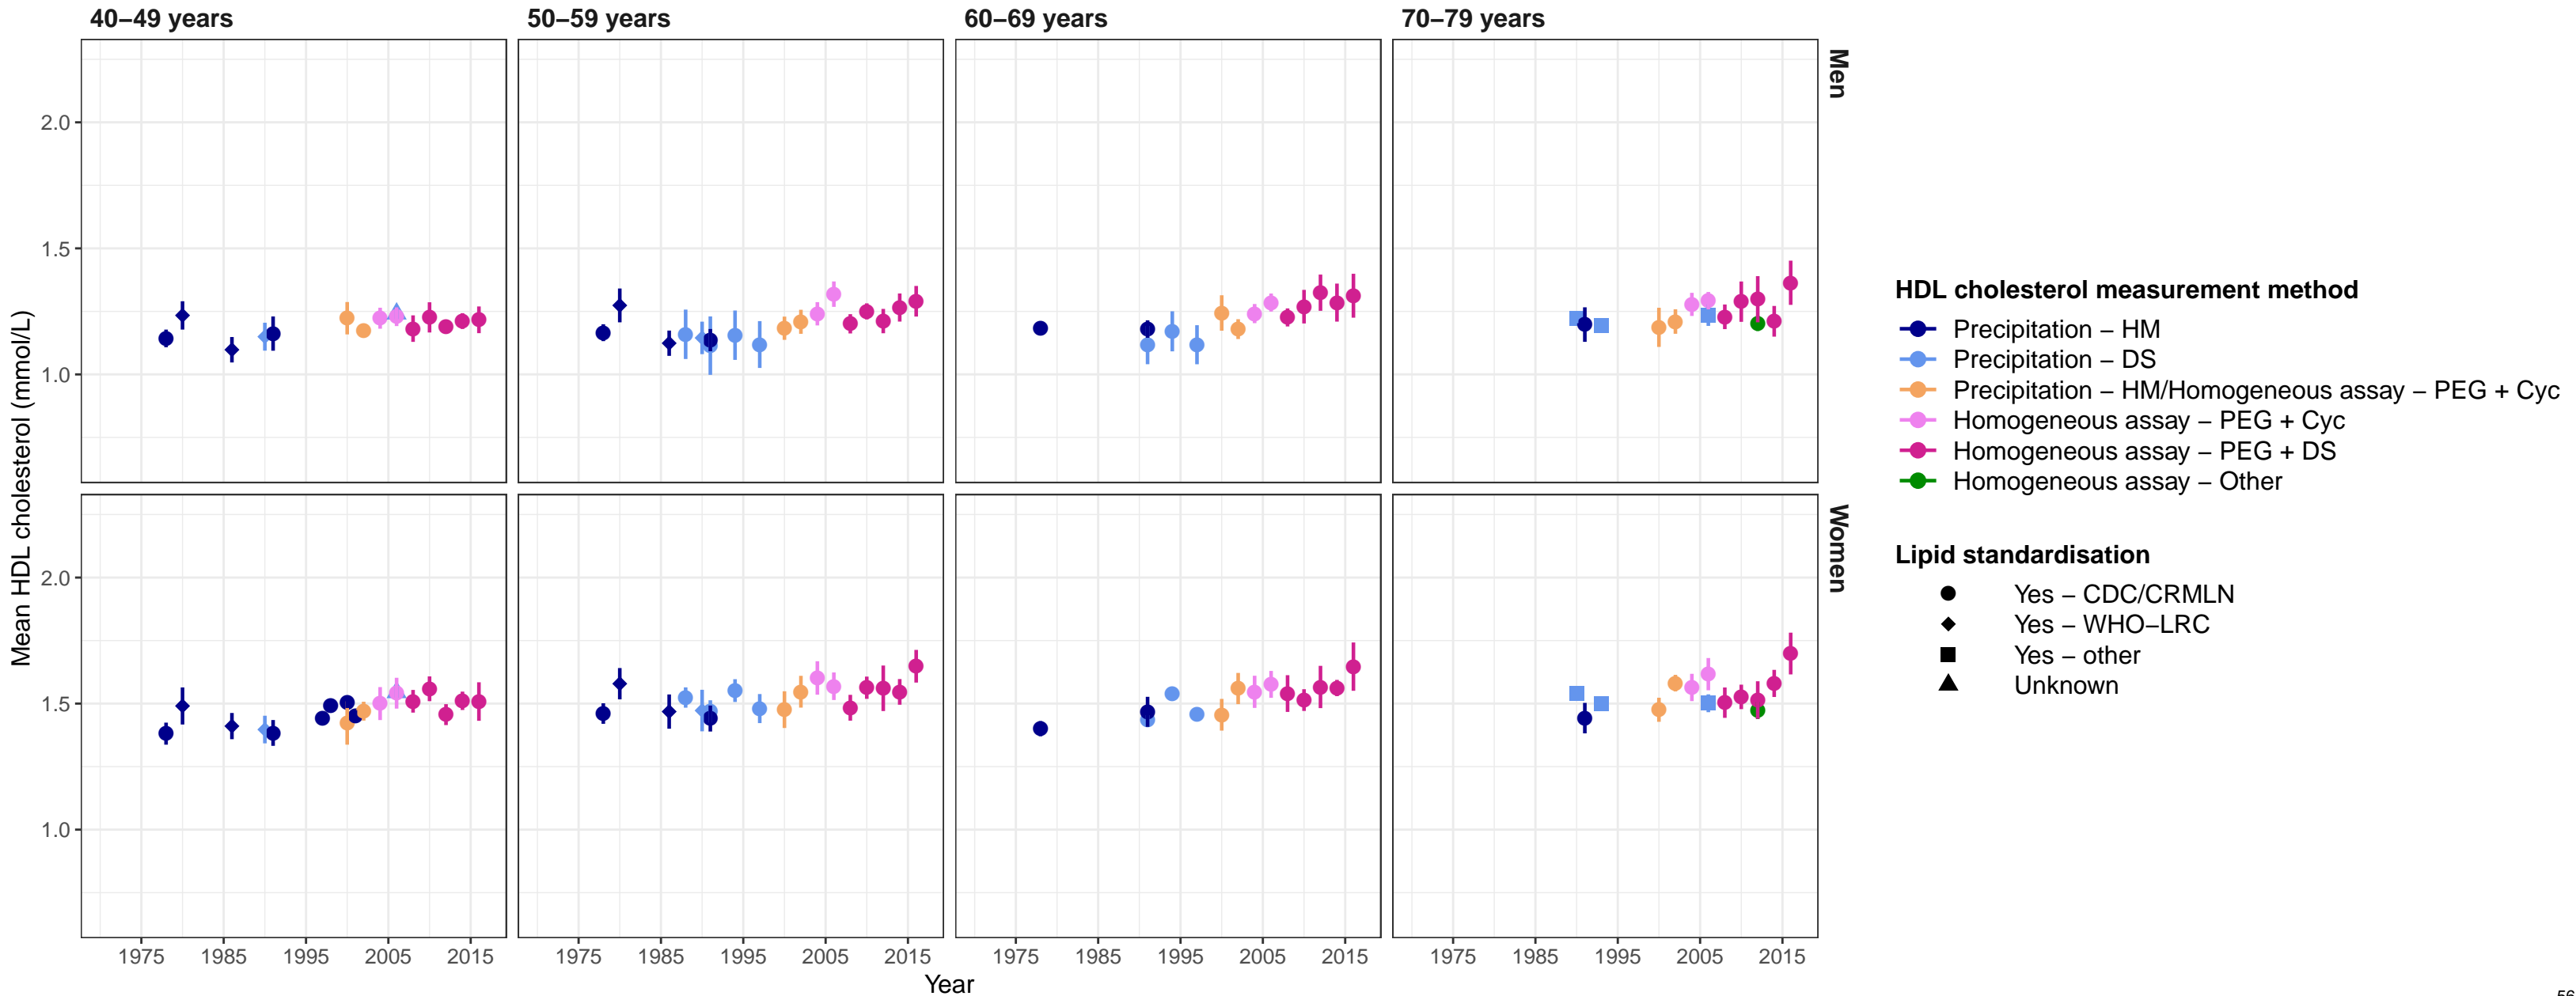 40–49 years
50–59 years
60–69 years
70–79 years
Men
2.0
1.5
1.0
Women
2.0
1.5
1.0
Mean HDL cholesterol (mmol/L)
1975 1985 1995 2005 2015
1975 1985 1995 2005 2015
1975 1985 1995 2005 2015
1975 1985 1995 2005 2015
Year
HDL cholesterol measurement method
Precipitation – HM
Precipitation – DS
Precipitation – HM/Homogeneous assay – PEG + Cyc
Homogeneous assay – PEG + Cyc
Homogeneous assay – PEG + DS
Homogeneous assay – Other
Lipid standardisation
Yes – CDC/CRMLN
Yes – WHO–LRC
Yes – other
Unknown
56